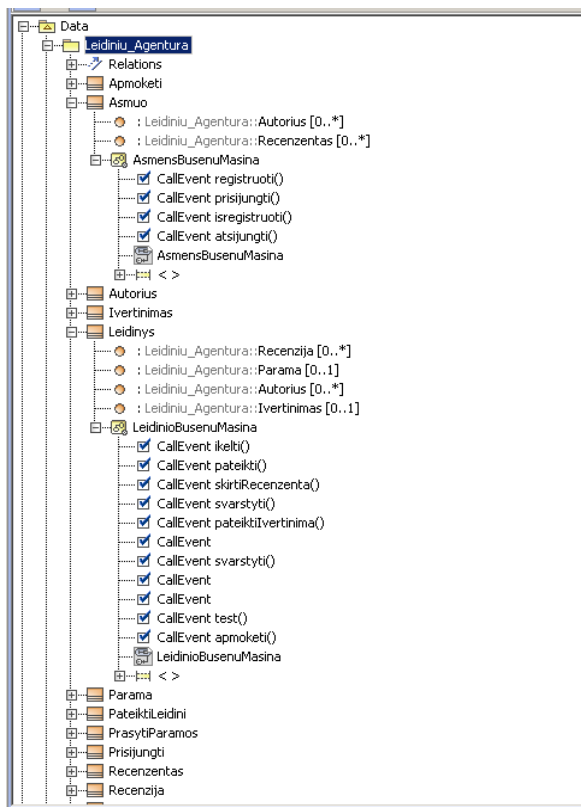 Data
Leidiniu_Agentura
Relations
Apmoketi
Asmuo
: Leidiniu_Agentura::Autorius [0..*]
: Leidiniu_Agentura::Recenzentas [0..*]
AsmensBusenuMasina
CallEvent registruoti()
CallEvent prisijungti()
CallEvent isregistruoti()
CallEvent atsijungti()
AsmensBusenuMasina
< >
Autorius
Ivertinimas
Leidinys
: Leidiniu_Agentura::Recenzija [0..*]
: Leidiniu_Agentura::Parama [0..1]
: Leidiniu_Agentura::Autorius [0..*]
: Leidiniu_Agentura::Ivertinimas [0..1]
LeidinioBusenuMasina
CallEvent ikelti()
CallEvent pateikti()
CallEvent skirtiRecenzenta()
CallEvent svarstyti()
CallEvent pateiktiIvertinima()
CallEvent
CallEvent svarstyti()
CallEvent
CallEvent
CallEvent test()
CallEvent apmoketi()
LeidinioBusenuMasina
< >
Parama
PateiktiLeidini
PrasytiParamos
Prisijungti
Recenzentas
Recenzija